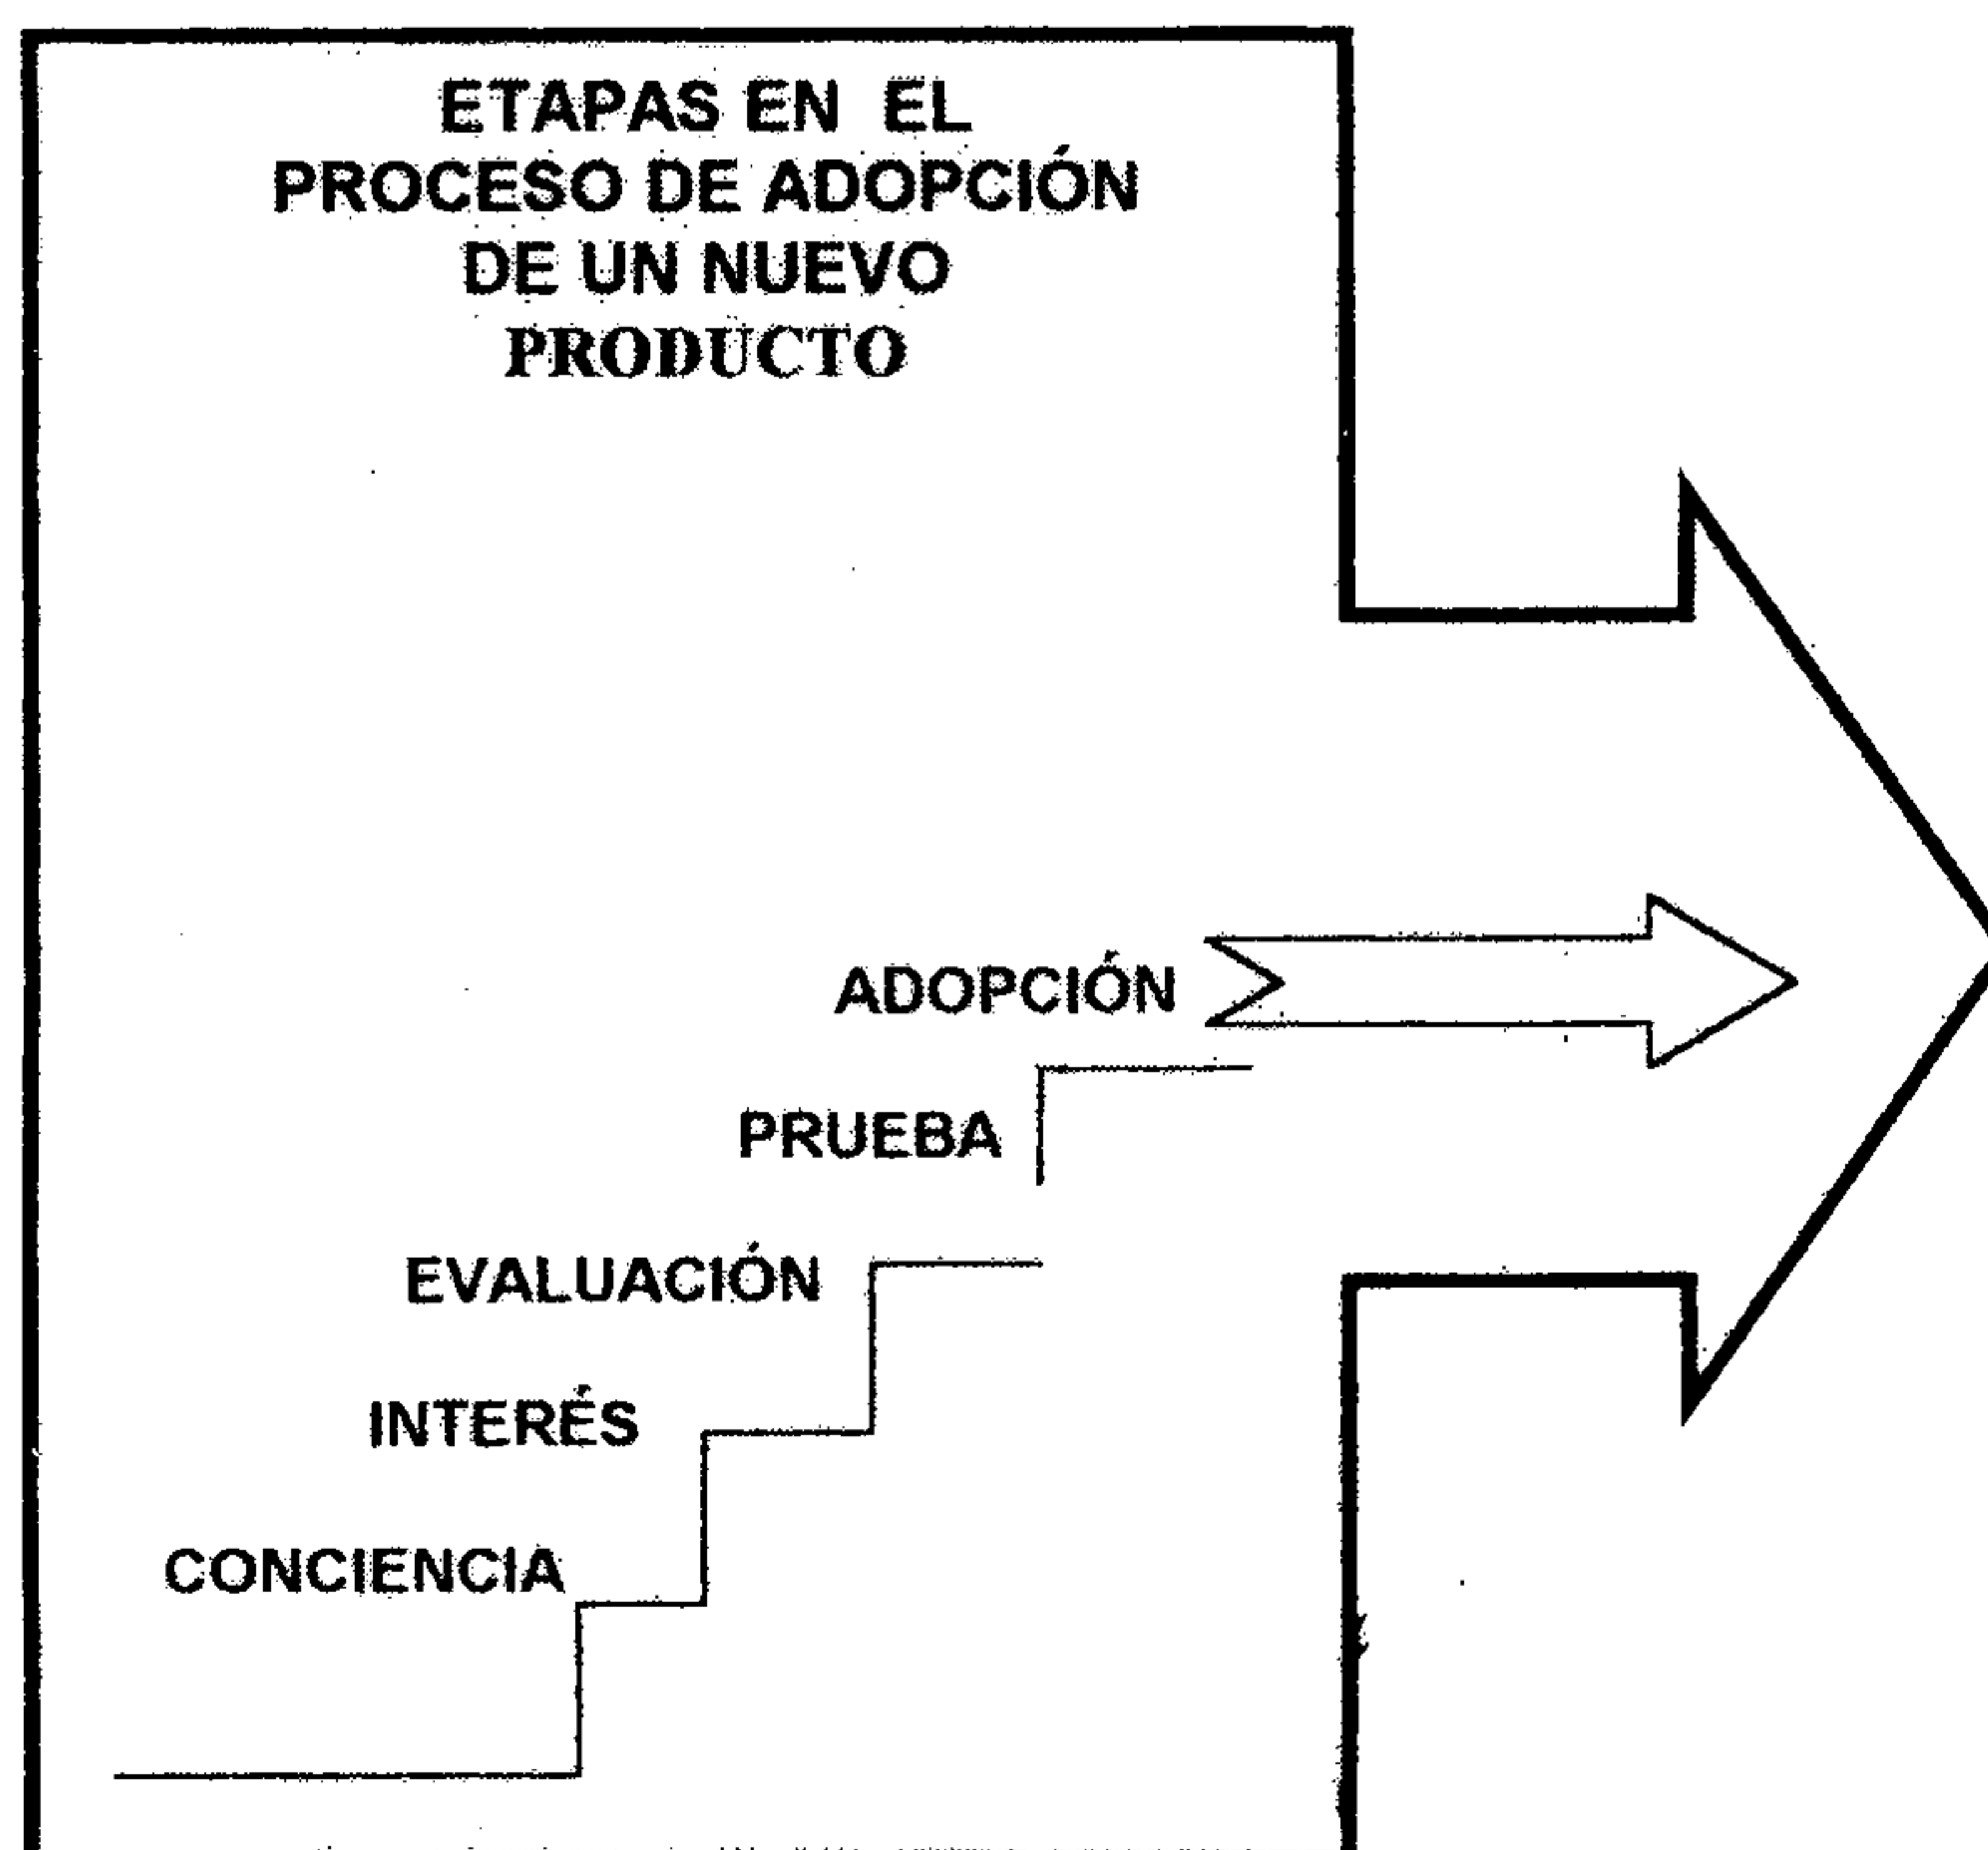 ETAPAS EN EL
PROCESO DE ADOPCIÓN
DE UN NUEVO
PRODUCTO
ADOPCIÓN
PRUEBA
EVALUACIÓN
INTERÉS
CONCIENCIA